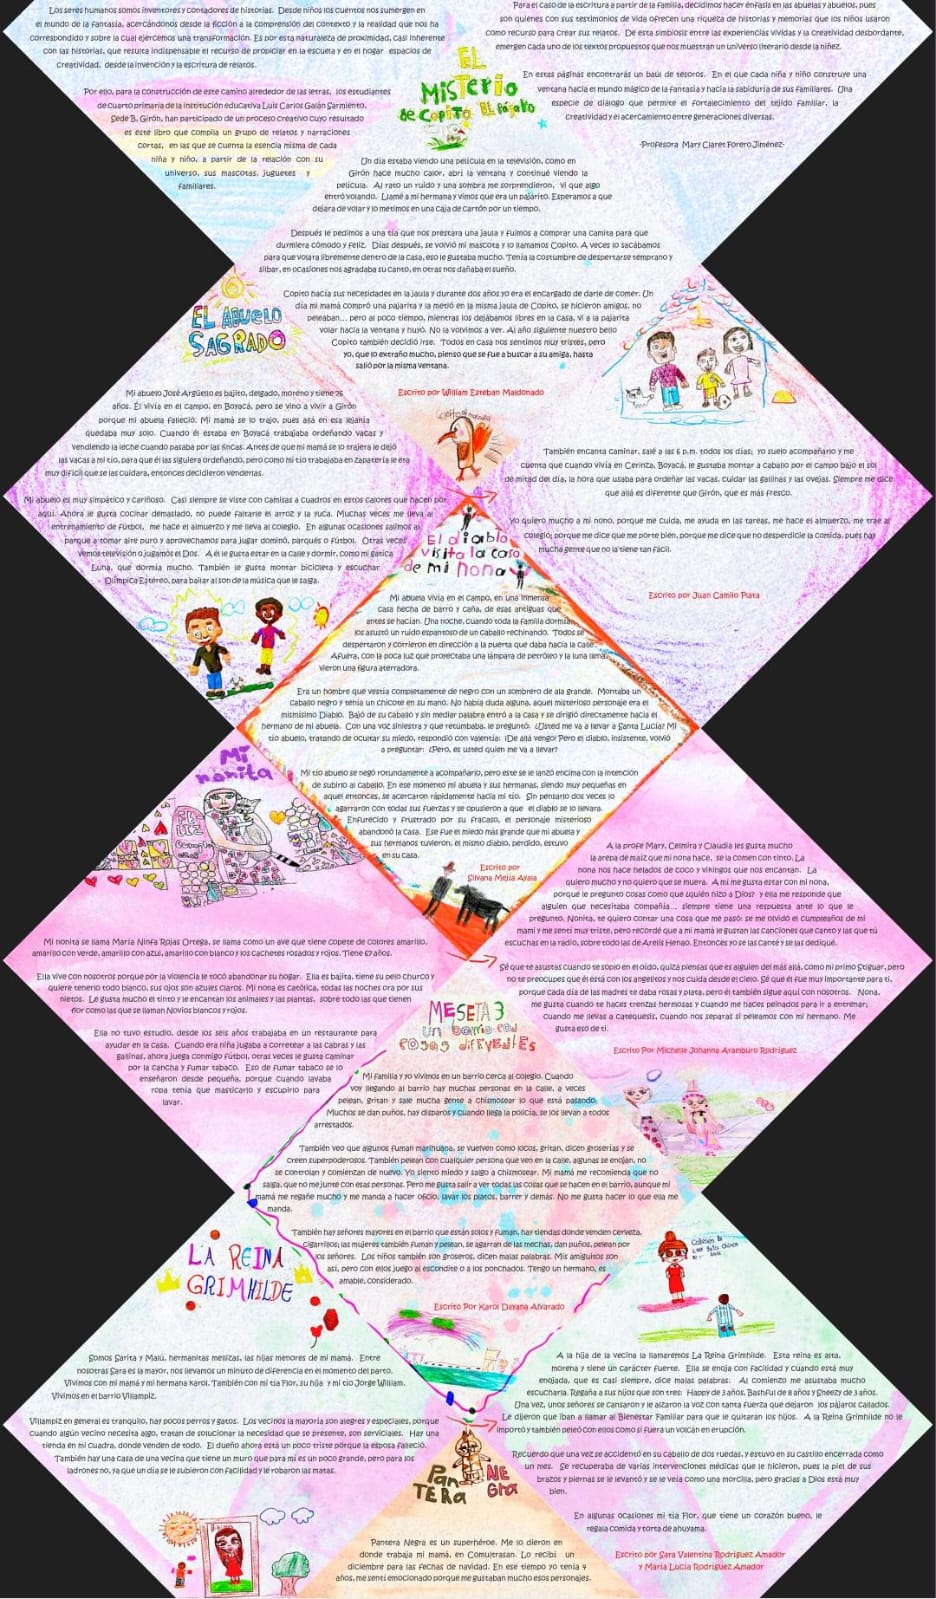 Los seres humanos somos inventores y contadores de historias. Desde niños los cuentos nos sumergen en
el mundo de la fantasía, acercándonos desde la ficción a la comprensión del contexto y la realidad que nos ha
correspondido y sobre la cual ejercemos una transformación. Es por esta naturaleza de proximidad, casi inherente
con las historias, que resulta indispensable el recurso de propiciar en la escuela y en el hogar espacios de
creatividad, desde la invención y la escritura de relatos.
Por ello, para la construcción de este camino alrededor de las letras, los estudiantes
de cuarto primaria de la institución educativa Luis Carlos Galán Sarmiento,
Sede B, Girón, han participado de un proceso Creativo cuyo resultado
es este libro que compila un grupo de relatos y narraciones
cortas, en las que se cuenta la esencia misma de cada
niña y niño, a partir de la relación con su
universo, sus mascotas, juguetes y
familiares.
Para el caso de la escritura a partir de la familia, decidimos hacer énfasis en las abuelas y abuelos, pues
son quienes con sus testimonios de vida ofrecen una riqueza de historias y memorias que los niños usaron
como recurso para crear sus relatos. De esta simbiosis entre las experiencias vividas y la creatividad desbordante,
emergen cada uno de los textos propuestos que nos muestran un universo literario desde la niñez.
En estas páginas encontrarás un baúl de tesoros. En el que cada niña y niño construye una
ventana hacia el mundo mágico de la fantasía y hacia la sabiduría de sus familiares. Una
especie de diálogo que permite el fortalecimiento del tejido familiar, la
creatividad y el acercamiento entre generaciones diversas.
-Profesora Mary Claret Forero Jiménez-
EL
MisTerio
de Copito EL Pájaro
Un día estaba viendo una película en la televisión, como en
Girón hace mucho calor, abrí la ventana y continué viendo la
película. Al rato un ruido y una sombra me sorprendieron, vi que algo
entró volando. Llamé a mi hermana y vimos que era un pajarito. Esperamos a que
dejara de volar y lo metimos en una caja de cartón por un tiempo.
Después le pedimos a una tía que nos prestara una jaula y fuimos a comprar una camita para que
durmiera cómodo y feliz. Días después, se volvió mi mascota y lo llamamos Copito. A veces lo sacábamos
para que volara libremente dentro de la casa, eso le gustaba mucho. Tenía la costumbre de despertarse temprano y
silbar, en ocasiones nos agradaba su canto, en otras nos dañaba el sueño.
Copito hacía sus necesidades en la jaula y durante dos años yo era el encargado de darle de comer. Un
día mi mamá compró una pajarita y la metió en la misma jaula de Copito, se hicieron amigos, no
peleaban... pero al poco tiempo, mientras los dejábamos libres en la casa, vi a la pajarita
volar hacía la ventana y huyó. No la volvimos a ver. Al año siguiente nuestro bello
Copito también decidió irse. Todos en casa nos sentimos muy tristes, pero
yo, que lo extraño mucho, pienso que se fue a buscar a su amiga, hasta
salió por la misma ventana.
Escrito por William Esteban Maldonado
EL ABUELO
SAGRADO
Mi abuelo José Argüello es bajito, delgado, moreno y tiene 75
años. Él vivía en el campo, en Boyacá, pero se vino a vivir a Girón
porque mi abuela falleció. Mi mamá se lo trajo, pues allá en esa lejanía
quedaba muy solo. Cuando él estaba en Boyacá trabajaba ordeñando vacas y
vendiendo la leche cuando pasaba por las fincas. Antes de que mi mamá se lo trajera le dejó
las vacas a mi tío, para que él las siguiera ordeñando, pero como mi tío trabajaba en zapatería le era
muy difícil que se las cuidara, entonces decidieron venderlas.
Mi abuelo es muy simpático y cariñoso. Casi siempre se viste con camisas a cuadros en estos calores que hacen por
aquí. Ahora le gusta cocinar demasiado, no puede faltarle el arroz y la yuca. Muchas veces me lleva al
entrenamiento de fútbol, me hace el almuerzo y me lleva al colegio. En algunas ocasiones salimos al
parque a tomar aire puro y aprovechamos para jugar dominó, parqués o fútbol. Otras veces
vemos televisión o jugamos el Dos. A él le gusta estar en la calle y dormir, como mi gatica
Luna, que dormía mucho. También le gusta montar bicicleta y escuchar
Olímpica Estéreo, para bailar al son de la música que le salga.
También le encanta caminar, sale a las 6 p.m. todos los días; yo suelo acompañarlo y me
cuenta que cuando vivía en Cerinza, Boyacá, le gustaba montar a caballo por el campo bajo el sol
de mitad del día, la hora que usaba para ordeñar las vacas, cuidar las gallinas y las ovejas. Siempre me dice
que allá es diferente que Girón, que es más fresco.
Yo quiero mucho a mi nono, porque me cuida, me ayuda en las tareas, me hace el almuerzo, me trae al
colegio; porque me dice que me porte bien, porque me dice que no desperdicie la comida, pues hay
mucha gente que no la tiene tan fácil.
Escrito por Juan Camilo Plata
El diablo
visita la casa
de mi nona
Mi abuela vivía en el campo, en una inmensa
casa hecha de barro y caña, de esas antiguas que
antes se hacían. Una noche, cuando toda la familia dormía,
los asustó un ruido espantoso de un caballo rechinando. Todos se
despertaron y corrieron en dirección a la puerta que daba hacia la calle.
Afuera, con la poca luz que proyectaba una lámpara de petróleo y la luna llena,
vieron una figura aterradora.
Era un hombre que vestía completamente de negro con un sombrero de ala grande. Montaba un
caballo negro y tenía un chicote en su mano. No había duda alguna, aquel misterioso personaje era el
mismísimo Diablo. Bajó de su caballo y sin mediar palabra entró a la casa y se dirigió directamente hacia el
hermano de mi abuela. Con una voz siniestra y que retumbaba, le preguntó: ¿Usted me va a llevar a Santa Lucía? Mi
tío abuelo, tratando de ocultar su miedo, respondió con valentía: ¡De allá vengo! Pero el diablo, insistente, volvió
a preguntar: ¿Pero, es usted quien me va a llevar?
Mi tío abuelo se negó rotundamente a acompañarlo, pero este se le lanzó encima con la intención
de subirlo al caballo. En ese momento mi abuela y sus hermanas, siendo muy pequeñas en
aquel entonces, se acercaron rápidamente hacia mi tío. Sin pensarlo dos veces lo
agarraron con todas sus fuerzas y se opusieron a que el diablo se lo llevara.
Enfurecido y frustrado por su fracaso, el personaje misterioso
abandonó la casa. Ese fue el miedo más grande que mi abuela y
sus hermanas tuvieron, el mismo diablo, perdido, estuvo
en su casa.
Escrito por
Silvana Mejía Ayala
Mi
nonita
Mi nonita se llama María Ninfa Rojas Ortega, se llama como un ave que tiene copete de colores amarillo,
amarillo con verde, amarillo con azul, amarillo con blanco y los cachetes rosados y rojos. Tiene 67 años.
Ella vive con nosotros porque por la violencia le tocó abandonar su hogar. Ella es bajita, tiene su pelo churco y
quiere tenerlo todo blanco, sus ojos son azules claros. Mi nona es católica, todas las noches ora por sus
nietos. Le gusta mucho el tinto y le encantan los animales y las plantas, sobre todo las que tienen
flor como las que se llaman Novios blancos y rojos.
Ella no tuvo estudio, desde los seis años trabajaba en un restaurante para
ayudar en la casa. Cuando era niña jugaba a corretear a las cabras y las
gallinas, ahora juega conmigo fútbol, otras veces le gusta caminar
por la cancha y fumar tabaco. Eso de fumar tabaco se lo
enseñaron desde pequeña, porque cuando lavaba
ropa tenía que masticarlo y escupirlo para
lavar.
A la profe Mary, Celmira y Claudia les gusta mucho
la arepa de maíz que mi nona hace, se la comen con tinto. La
nona nos hace helados de coco y vikingos que nos encantan. La
quiero mucho y no quiero que se muera. A mí me gusta estar con mi nona,
porque le pregunto cosas como que ¿quién hizo a Dios? y ella me responde que
alguien que necesitaba compañía... siempre tiene una respuesta ante lo que le
pregunto. Nonita, te quiero contar una cosa que me pasó: se me olvidó el cumpleaños de mi
mami y me sentí muy triste, pero recordé que a mi mamá le gustan las canciones que canto y las que tú
escuchas en la radio, sobre todo las de Arelis Henao. Entonces yo se las canté y se las dediqué.
Sé que te asustas cuando te soplo en el oído, quizá piensas que es alguien del más allá, como mi primo Stiguar, pero
no te preocupes que él está con los angelitos y nos cuida desde el cielo. Sé que él fue muy importante para ti,
porque cada día de las madres te daba rosas y plata, pero él también sigue aquí con nosotros. Nona,
me gusta cuando te haces trenzas hermosas y cuando me haces peinados para ir a entrenar;
cuando me llevas a catequesis, cuando nos separas si peleamos con mi hermano. Me
gusta eso de ti.
Escrito Por Michelle Johanna Aramburo Rodríguez
MESETA 3
un barrio con
cosas diferentes
Mi familia y yo vivimos en un barrio cerca al colegio. Cuando
voy llegando al barrio hay muchas personas en la calle, a veces
pelean, gritan y sale mucha gente a chismosear lo que está pasando.
Muchos se dan puños, hay disparos y cuando llega la policía, se los llevan a todos
arrestados.
También veo que algunos fuman marihuana, se vuelven como locos, gritan, dicen groserías y se
creen superpoderosos. También pelean con cualquier persona que ven en la calle, algunas se enojan, no
se controlan y comienzan de nuevo. Yo siento miedo y salgo a chismosear. Mi mamá me recomienda que no
salga, que no me junte con esas personas. Pero me gusta salir a ver todas las cosas que se hacen en el barrio, aunque mi
mamá me regañe mucho y me manda a hacer oficio, lavar los platos, barrer y demás. No me gusta hacer lo que ella me
manda.
También hay señores mayores en el barrio que están solos y fuman, hay tiendas donde venden cerveza,
cigarrillos; las mujeres también fuman y pelean, se agarran de las mechas, dan puños, pelean por
los señores. Los niños también son groseros, dicen malas palabras. Mis amiguitos son
así, pero con ellos juego al escondite o a los ponchados. Tengo un hermano, es
amable, considerado.
Escrito Por Karol Dayana Alvarado
LA REINA
GRIMHILDE
Somos Sarita y Malú, hermanitas melizas, las hijas menores de mi mamá. Entre
nosotras Sara es la mayor, nos llevamos un minuto de diferencia en el momento del parto.
Vivimos con mi mamá y mi hermana Karol. También con mi tía Flor, su hija y mi tío Jorge William.
Vivimos en el barrio Villampiz.
Villampiz en general es tranquilo, hay pocos perros y gatos. Los vecinos la mayoría son alegres y especiales, porque
cuando algún vecino necesita algo, tratan de solucionar la necesidad que se presente, son serviciales. Hay una
tienda en mi cuadra, donde venden de todo. El dueño ahora está un poco triste porque la esposa falleció.
También hay una casa de una vecina que tiene un muro que para mí es un poco grande, pero para los
ladrones no, ya que un día se le subieron con facilidad y le robaron las matas.
A la hija de la vecina la llamaremos La Reina Grimhilde. Esta reina es alta,
morena y tiene un carácter fuerte. Ella se enoja con facilidad y cuando está muy
enojada, que es casi siempre, dice malas palabras. Al comienzo me asustaba mucho
escucharla. Regaña a sus hijos que son tres: Happy de 3 años, Bashful de 8 años y Sneezy de 3 años.
Una vez, unos señores se cansaron y le alzaron la voz con tanta fuerza que dejaron los pájaros callados.
Le dijeron que iban a llamar al Bienestar Familiar para que le quitaran los hijos. A la Reina Grimhilde no le
importó y también peleó con ellos como si fuera un volcán en erupción.
Recuerdo que una vez se accidentó en su caballo de dos ruedas, y estuvo en su Castillo encerrada como
un mes. Se recuperaba de varias intervenciones médicas que le hicieron, pues la piel de sus
brazos y piernas se le levantó y se le veía como una morcilla, pero gracias a Dios está muy
bien.
En algunas ocasiones mi tía Flor, que tiene un corazón bueno, le
regala comida y torta de ahuyama.
Escrito por Sara Valentina Rodríguez Amador
y María Lucía Rodríguez Amador
PanTERa
NEGRa
Pantera Negra es un superhéroe. Me lo dieron en
donde trabaja mi mamá, en Comultrasan. Lo recibí un
diciembre para las fechas de navidad. En ese tiempo yo tenía 4
años, me sentí emocionado porque me gustaban mucho esos personajes.